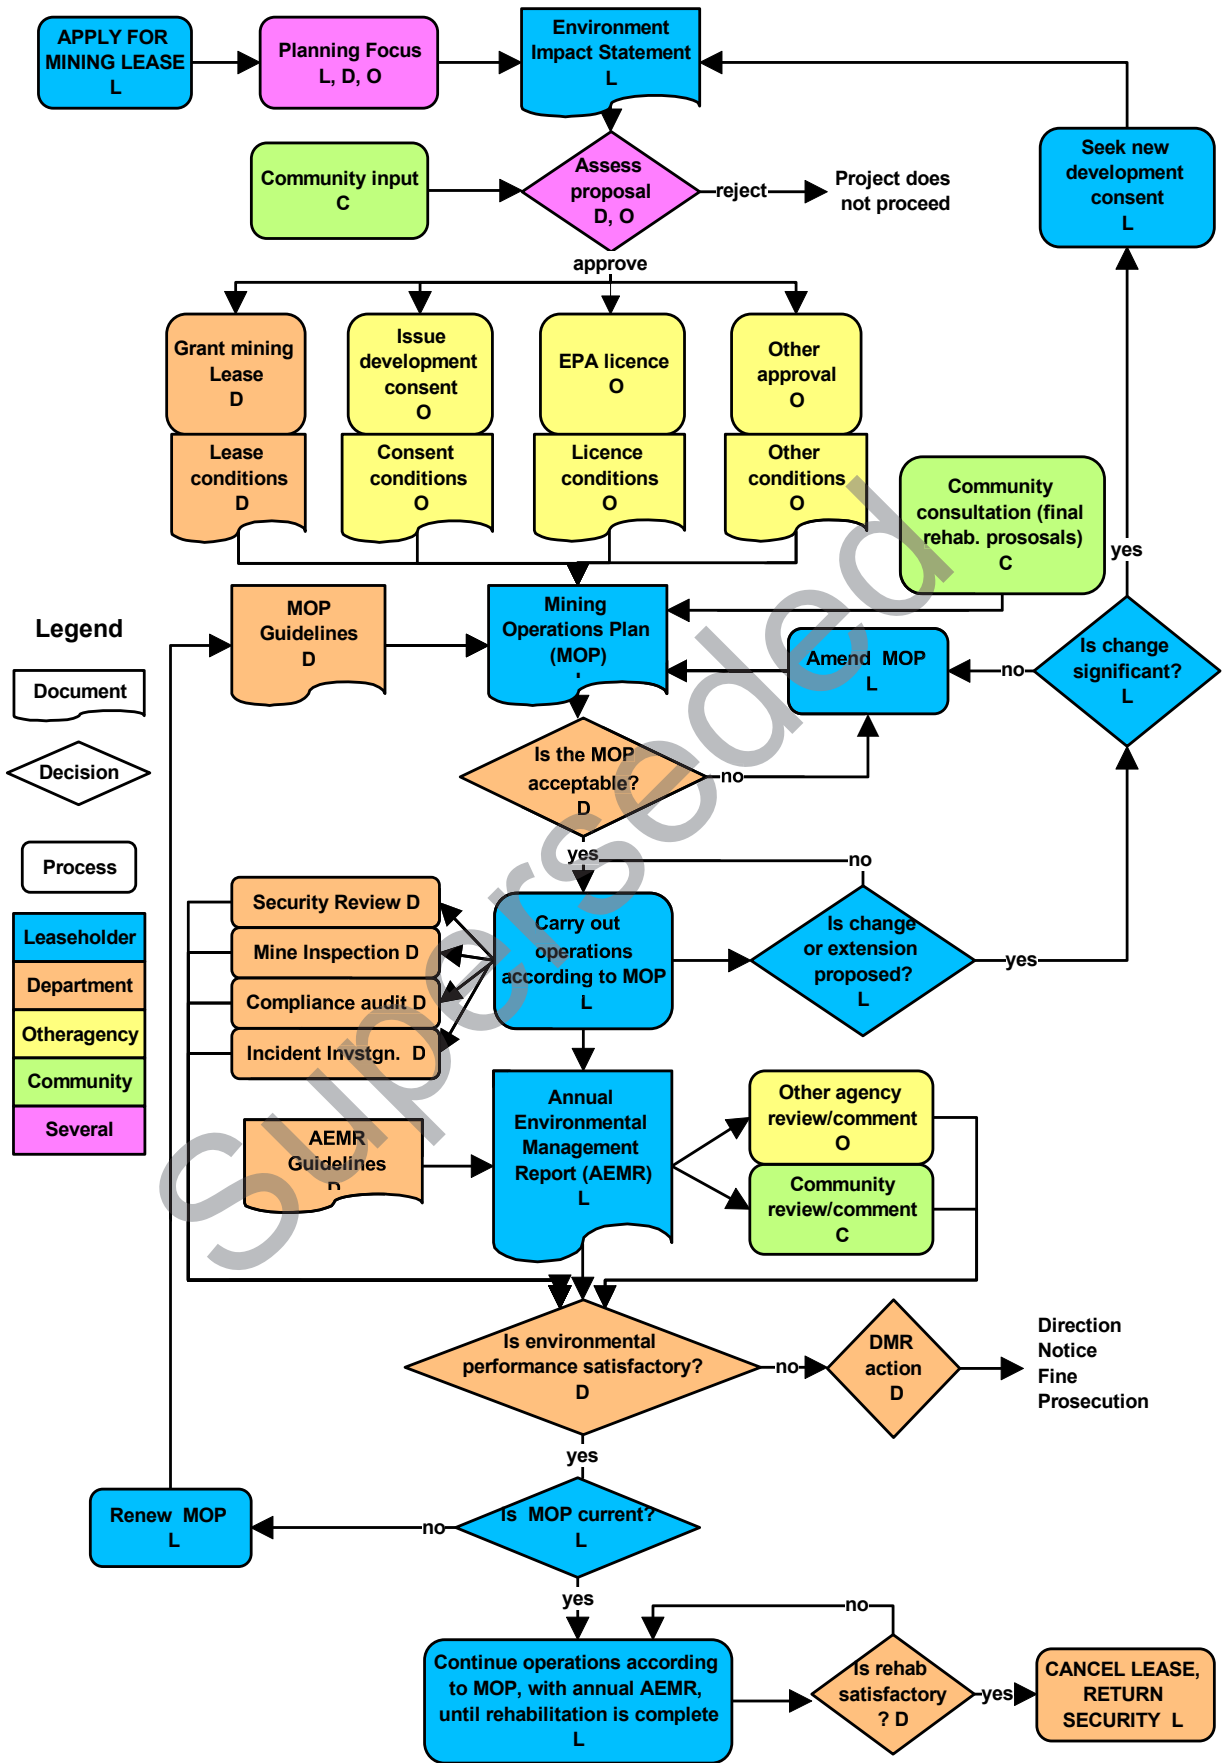 APPLY FOR
MINING LEASE
L
Planning Focus
L, D, O
Environment
Impact Statement
L
Seek new
development
consent
L
Community input
C
Assess
proposal
D, O
reject
Project does
not proceed
approve
Grant mining
Lease
D
Issue
development
consent
O
EPA licence
O
Other
approval
O
Lease
conditions
D
Consent
conditions
O
Licence
conditions
O
Other
conditions
O
Community
consultation (final
rehab. prososals)
C
yes
Legend
Document
Decision
Process
Leaseholder
Department
Otheragency
Community
Several
MOP
Guidelines
D
Mining
Operations Plan
(MOP)
Amend MOP
L
no
Is change
significant?
L
Is the MOP
acceptable?
D
no
yes
no
Security Review D
Mine Inspection D
Compliance audit D
Incident Invstgn. D
Carry out
operations
according to MOP
L
Is change
or extension
proposed?
L
yes
AEMR
Guidelines
D
Annual
Environmental
Management
Report (AEMR)
L
Other agency
review/comment
O
Community
review/comment
C
Is environmental
performance satisfactory?
D
no
DMR
action
D
Direction
Notice
Fine
Prosecution
yes
Renew MOP
L
no
Is MOP current?
L
yes
no
Continue operations according
to MOP, with annual AEMR,
until rehabilitation is complete
L
Is rehab
satisfactory
? D
yes
CANCEL LEASE,
RETURN
SECURITY L
Superseded